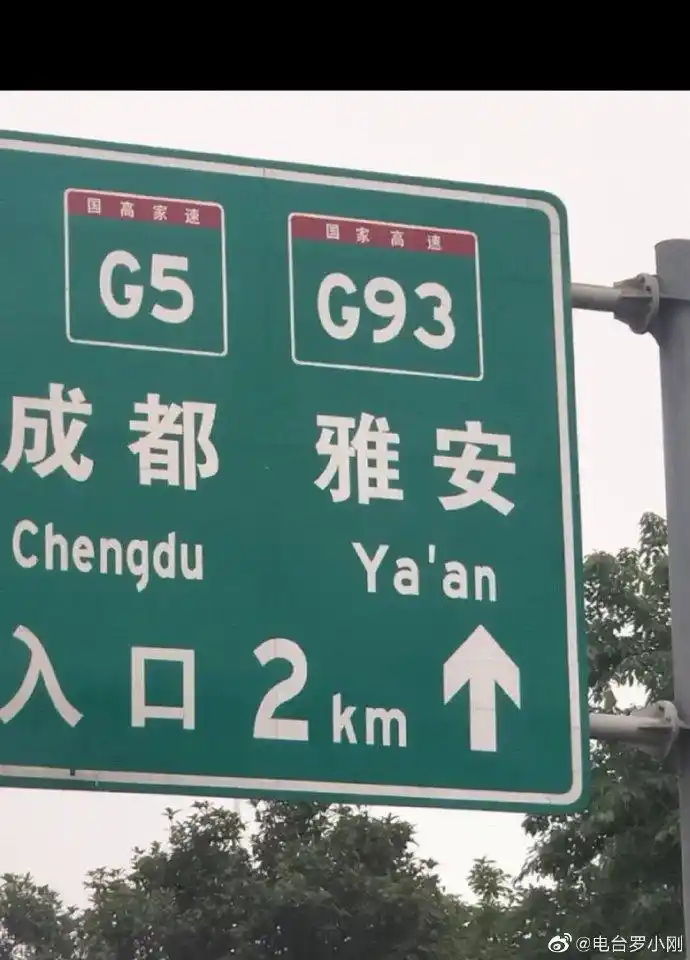 国高家速 国家高速
G5 G93
成都 雅安
Chengdu Ya'an
入口 2 km
@电台罗小刚